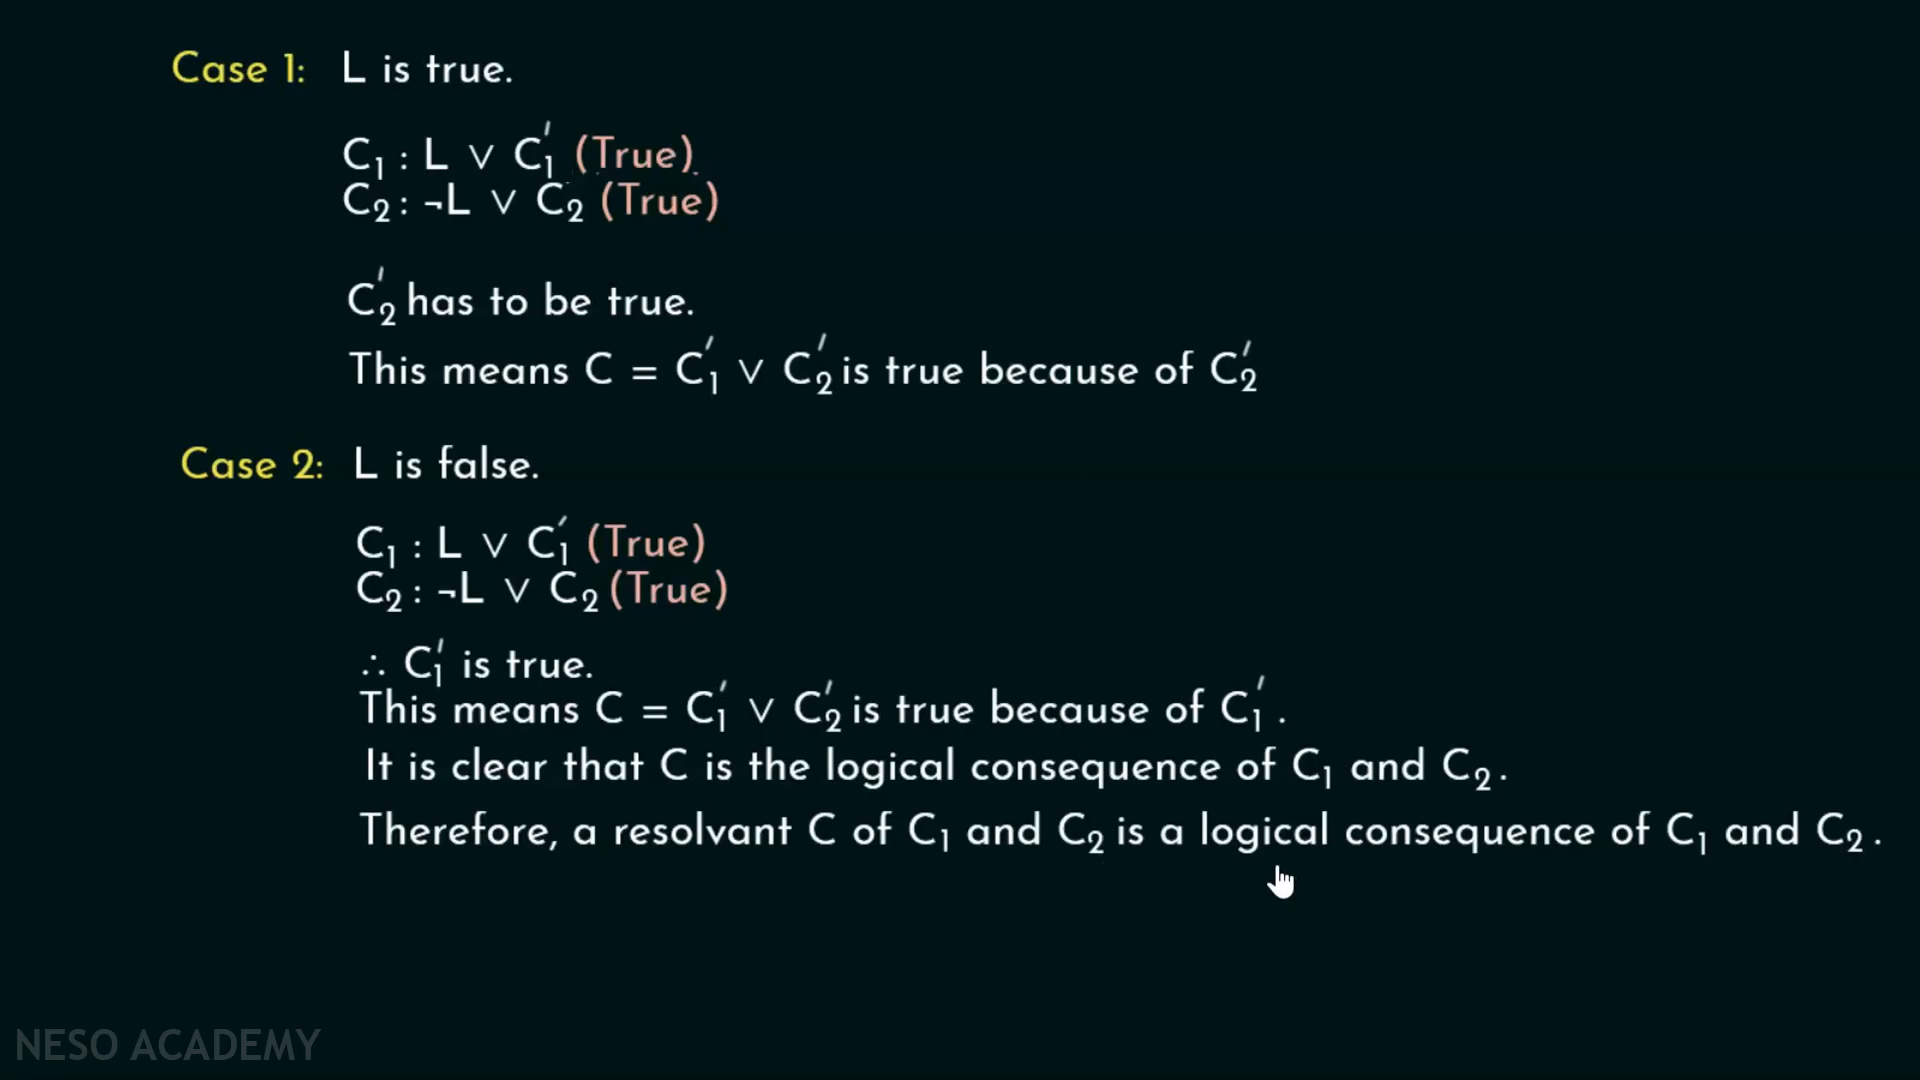 Case 1: L is true.
C₁ : L ∨ C₁′ (True)
C₂ : ¬L ∨ C₂ (True)
C₂′ has to be true.
This means C = C₁′ ∨ C₂′ is true because of C₂′
Case 2: L is false.
C₁ : L ∨ C₁′ (True)
C₂ : ¬L ∨ C₂ (True)
∴ C₁′ is true.
This means C = C₁′ ∨ C₂′ is true because of C₁′ .
It is clear that C is the logical consequence of C₁ and C₂ .
Therefore, a resolvant C of C₁ and C₂ is a logical consequence of C₁ and C₂ .
NESO ACADEMY